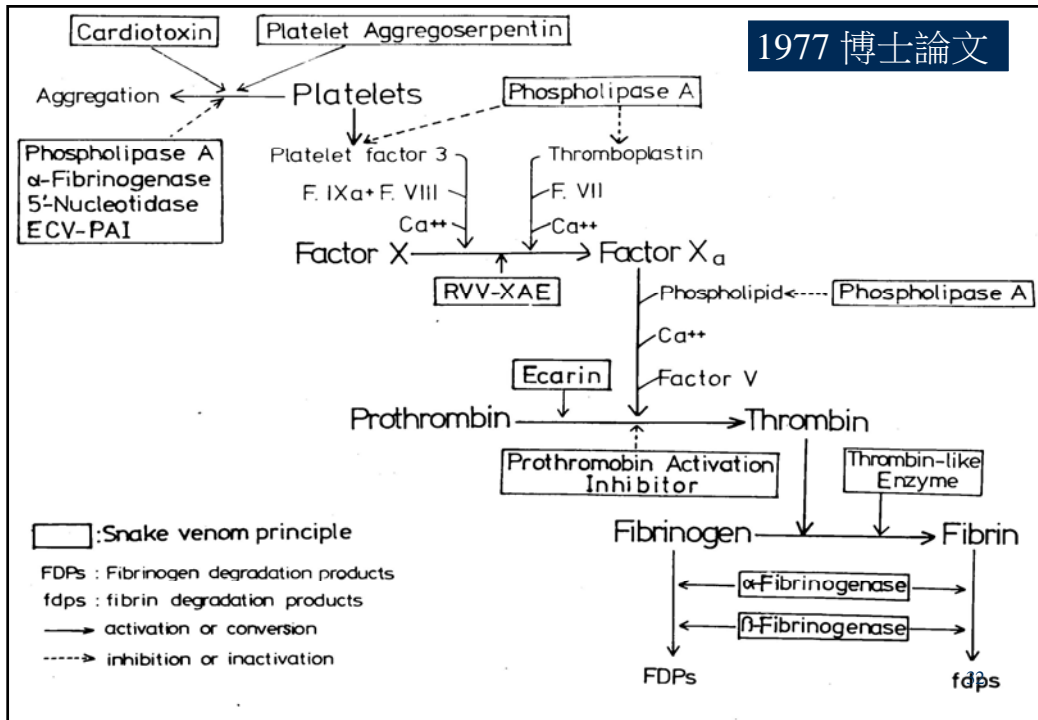 Cardiotoxin
Platelet Aggregoserpentin
1977 博士論文
Aggregation
Platelets
Phospholipase A
Phospholipase A
α-Fibrinogenase
5'-Nucleotidase
ECV-PAI
Platelet factor 3
Thromboplastin
F. IXa + F. VIII
F. VII
Ca++
Ca++
Factor X
Factor Xa
RVV-XAE
Phospholipid
Phospholipase A
Ca++
Ecarin
Factor V
Prothrombin
Thrombin
Prothromobin Activation
Inhibitor
Thrombin-like
Enzyme
Fibrinogen
Fibrin
:Snake venom principle
FDPs : Fibrinogen degradation products
fdps : fibrin degradation products
activation or conversion
inhibition or inactivation
α-Fibrinogenase
β-Fibrinogenase
FDPs
fdps
32